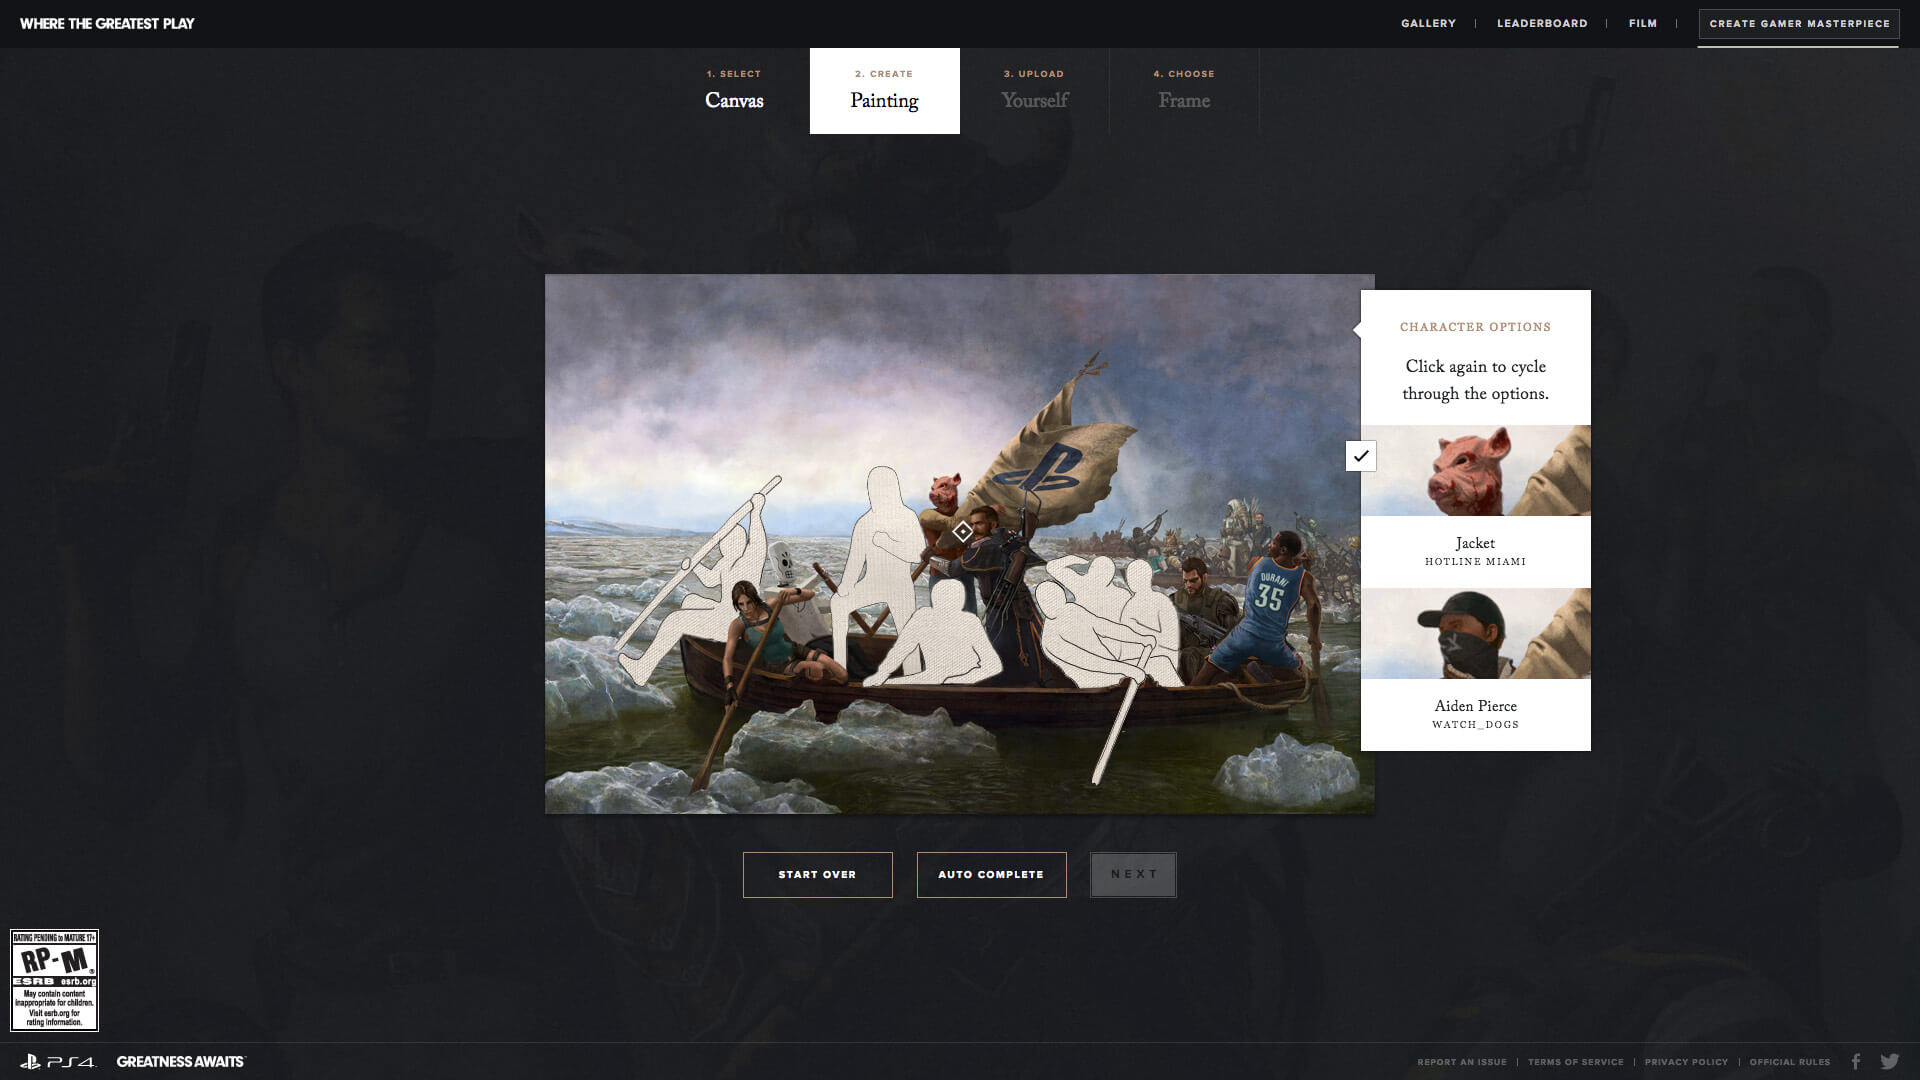 WHERE THE GREATEST PLAY
GALLERY
LEADERBOARD
FILM
CREATE GAMER MASTERPIECE
1. SELECT
Canvas
2. CREATE
Painting
3. UPLOAD
Yourself
4. CHOOSE
Frame
CHARACTER OPTIONS
Click again to cycle
through the options.
Jacket
HOTLINE MIAMI
Aiden Pierce
WATCH_DOGS
DURANT
35
START OVER
AUTO COMPLETE
NEXT
RATING PENDING to MATURE 17+
RP-M
ESRB esrb.org
May contain content
inappropriate for children.
Visit esrb.org for
rating information.
PS4
GREATNESS AWAITS
REPORT AN ISSUE
TERMS OF SERVICE
PRIVACY POLICY
OFFICIAL RULES